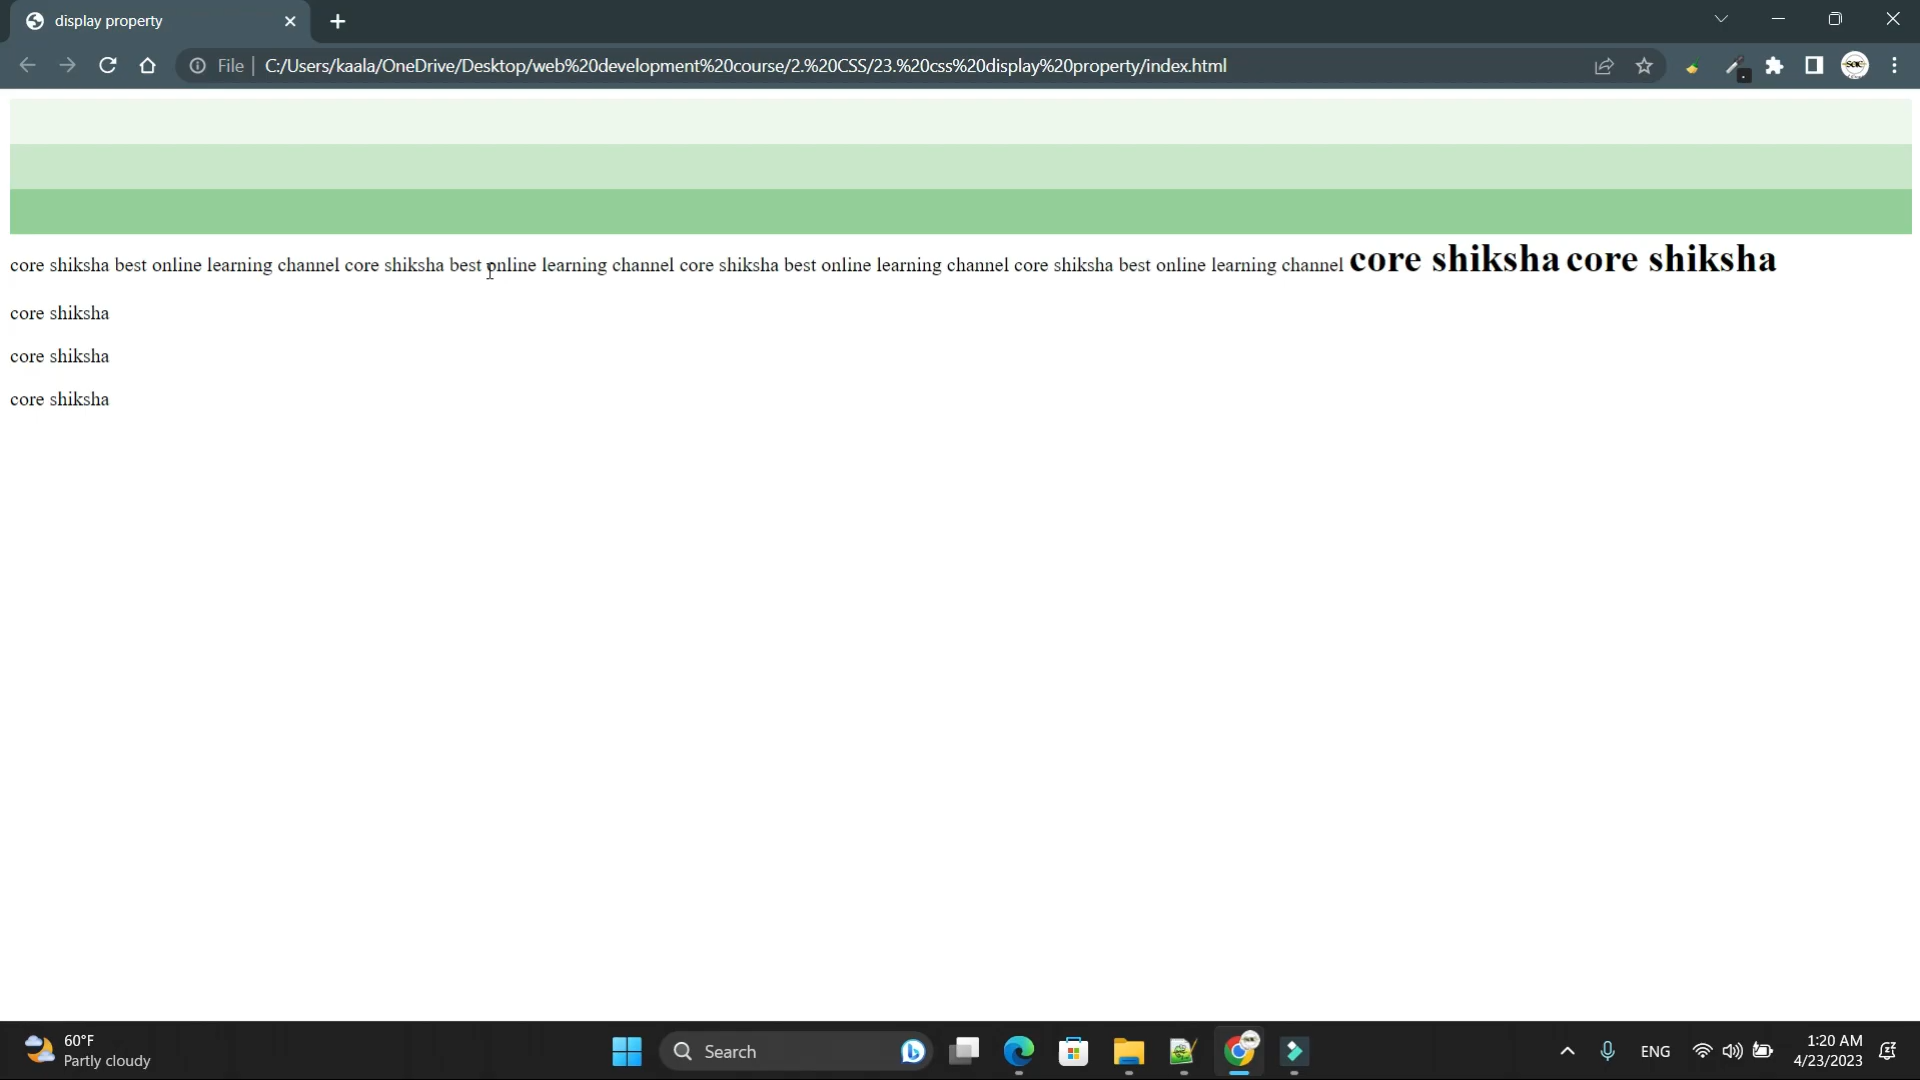 display property
File C:/Users/kaala/OneDrive/Desktop/web%20development%20course/2.%20CSS/23.%20css%20display%20property/index.html
core shiksha best online learning channel core shiksha best online learning channel core shiksha best online learning channel core shiksha best online learning channel core shiksha core shiksha
core shiksha
core shiksha
core shiksha
60°F
Partly cloudy
Search
ENG
1:20 AM
4/23/2023